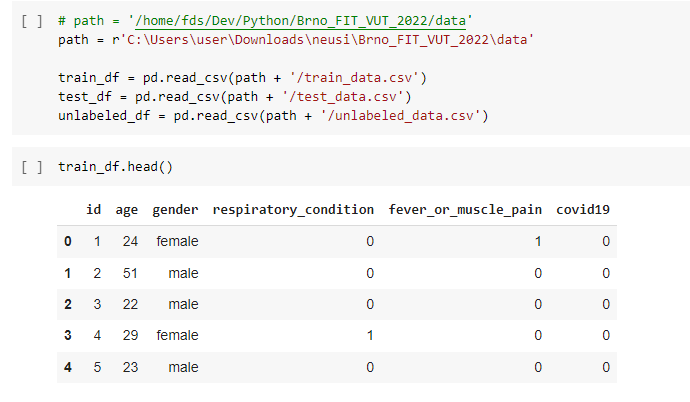 [ ] # path = '/home/fds/Dev/Python/Brno_FIT_VUT_2022/data'
path = r'C:\Users\user\Downloads\neusi\Brno_FIT_VUT_2022\data'
train_df = pd.read_csv(path + '/train_data.csv')
test_df = pd.read_csv(path + '/test_data.csv')
unlabeled_df = pd.read_csv(path + '/unlabeled_data.csv')
[ ] train_df.head()
id age gender respiratory_condition fever_or_muscle_pain covid19
0 1 24 female 0 1 0
1 2 51 male 0 0 0
2 3 22 male 0 0 0
3 4 29 female 1 0 0
4 5 23 male 0 0 0